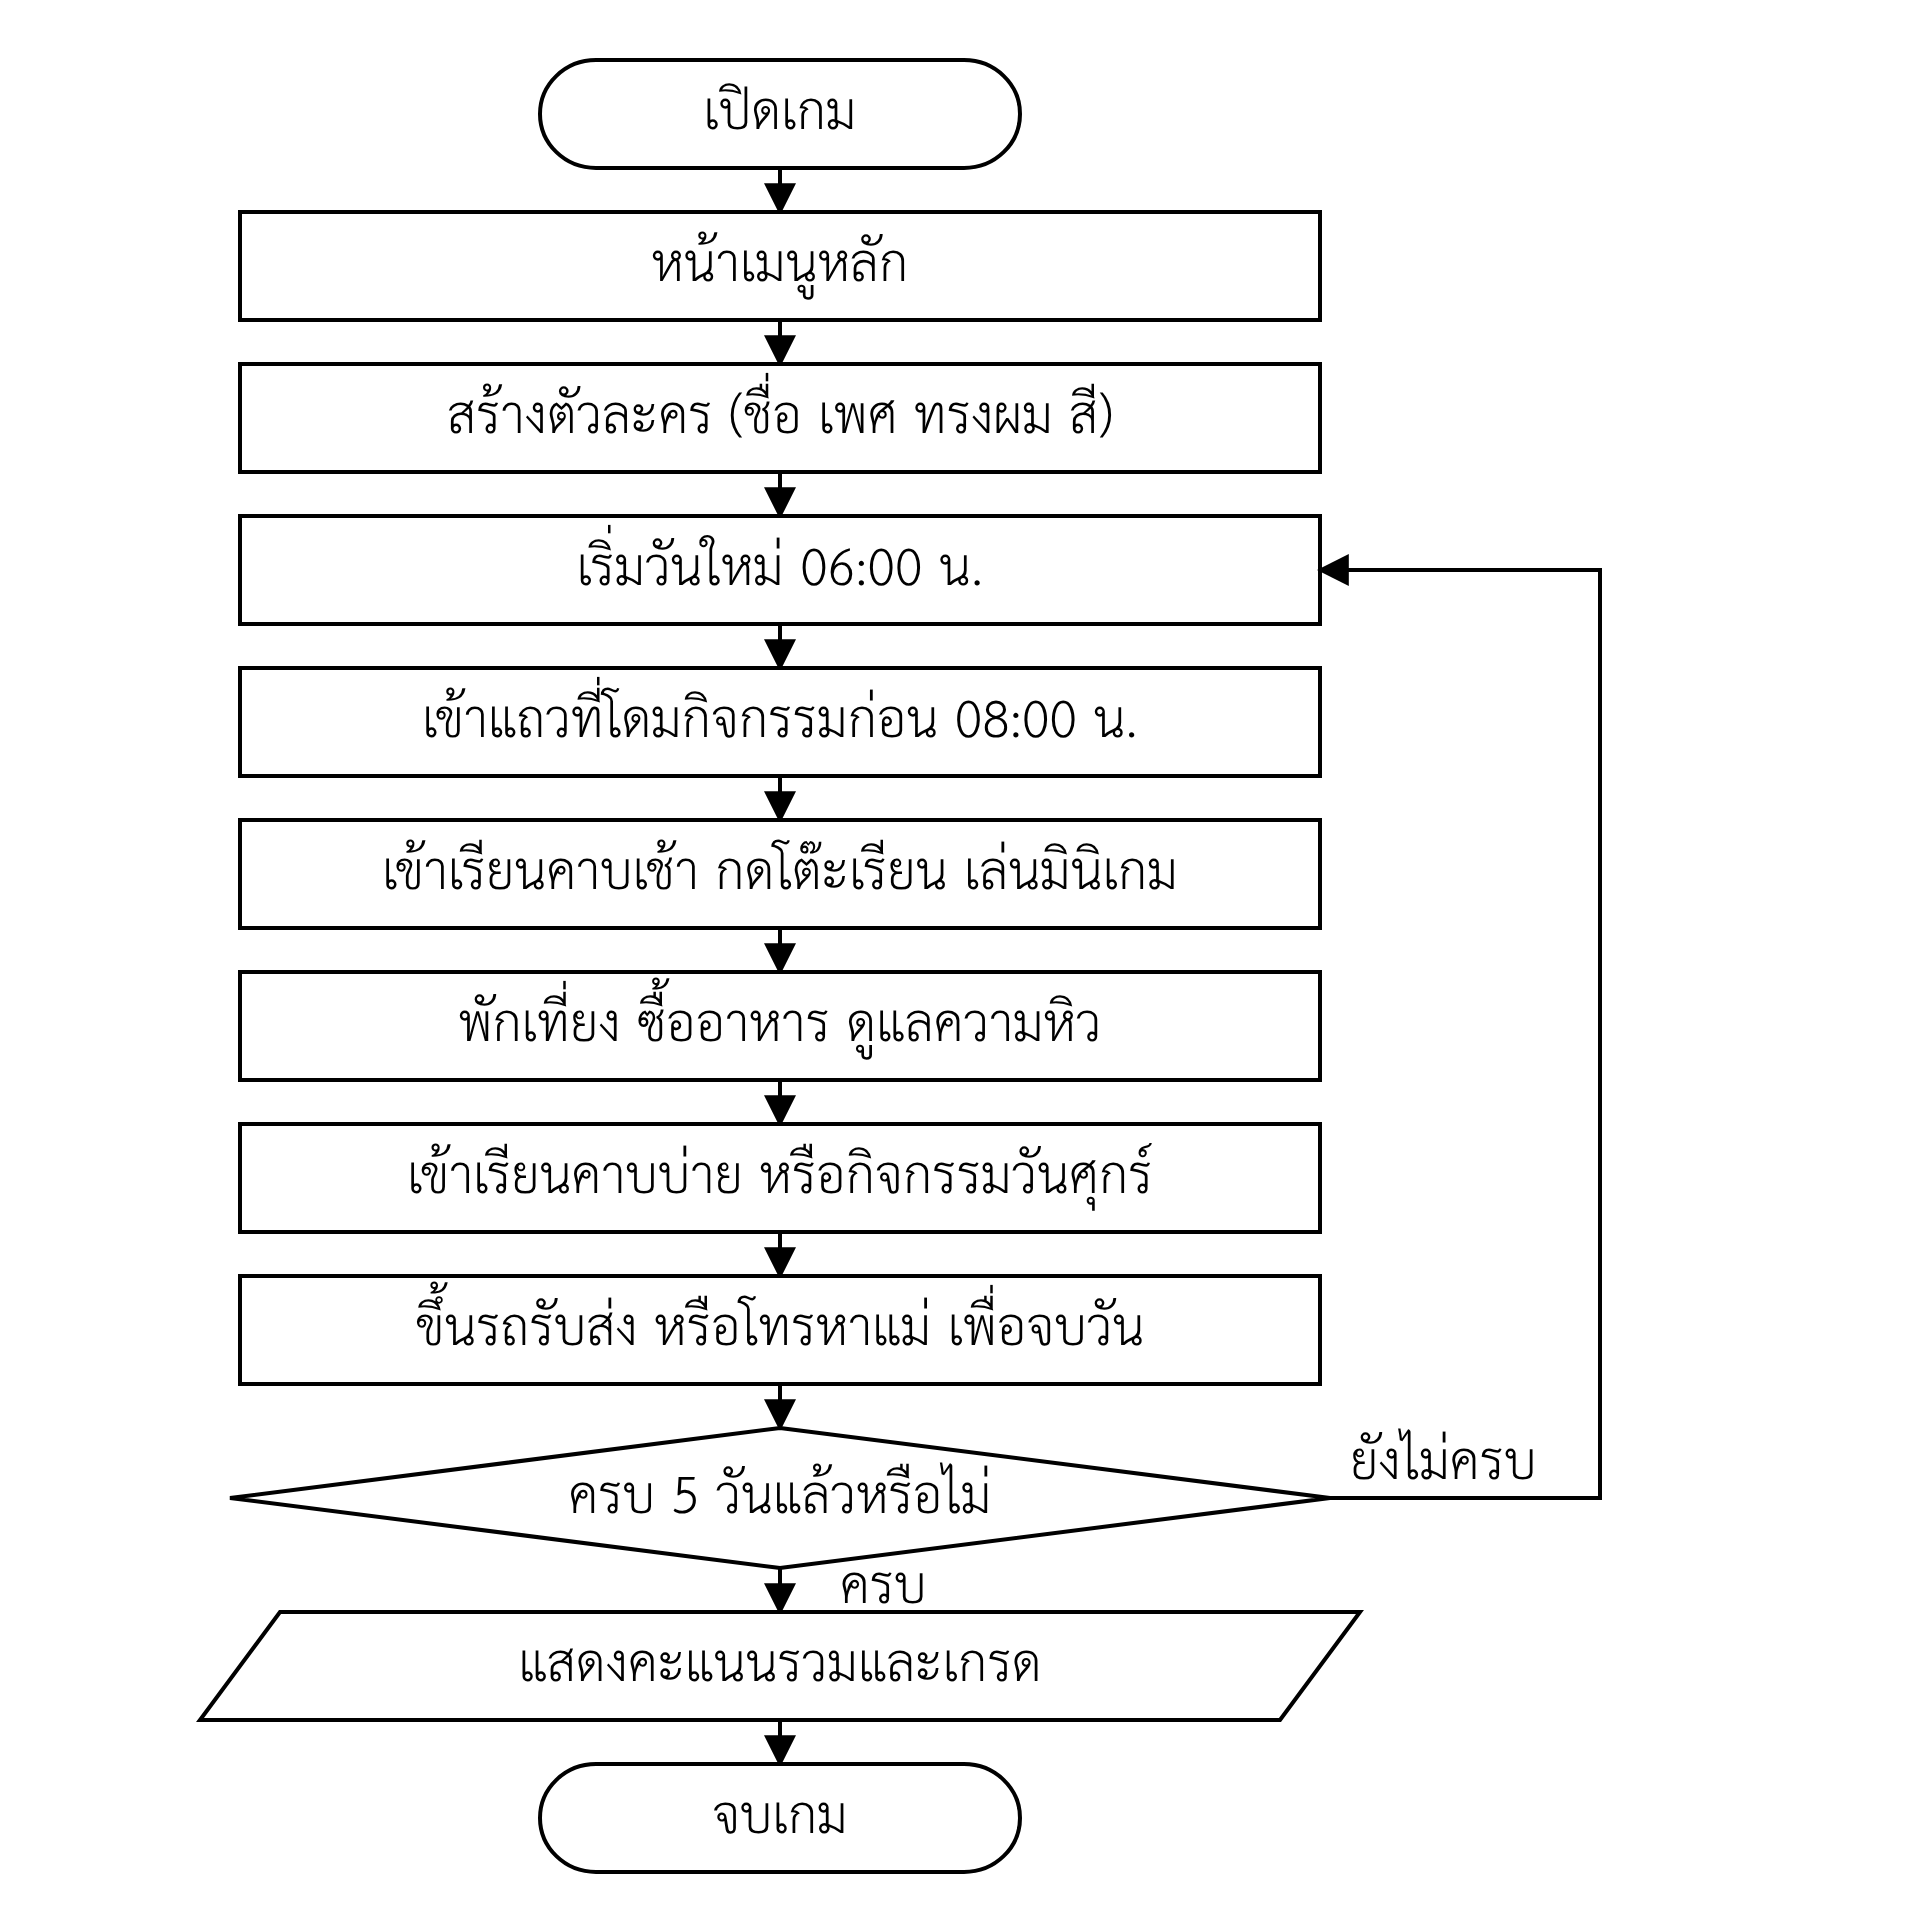 เปิดเกม
หน้าเมนูหลัก
สร้างตัวละคร (ชื่อ เพศ ทรงผม สี)
เริ่มวันใหม่ 06:00 น.
เข้าแถวที่โดมกิจกรรมก่อน 08:00 น.
เข้าเรียนคาบเช้า กดโต๊ะเรียน เล่นมินิเกม
พักเที่ยง ซื้ออาหาร ดูแลความหิว
เข้าเรียนคาบบ่าย หรือกิจกรรมวันศุกร์
ขึ้นรถรับส่ง หรือโทรหาแม่ เพื่อจบวัน
ยังไม่ครบ
ครบ 5 วันแล้วหรือไม่
ครบ
แสดงคะแนนรวมและเกรด
จบเกม